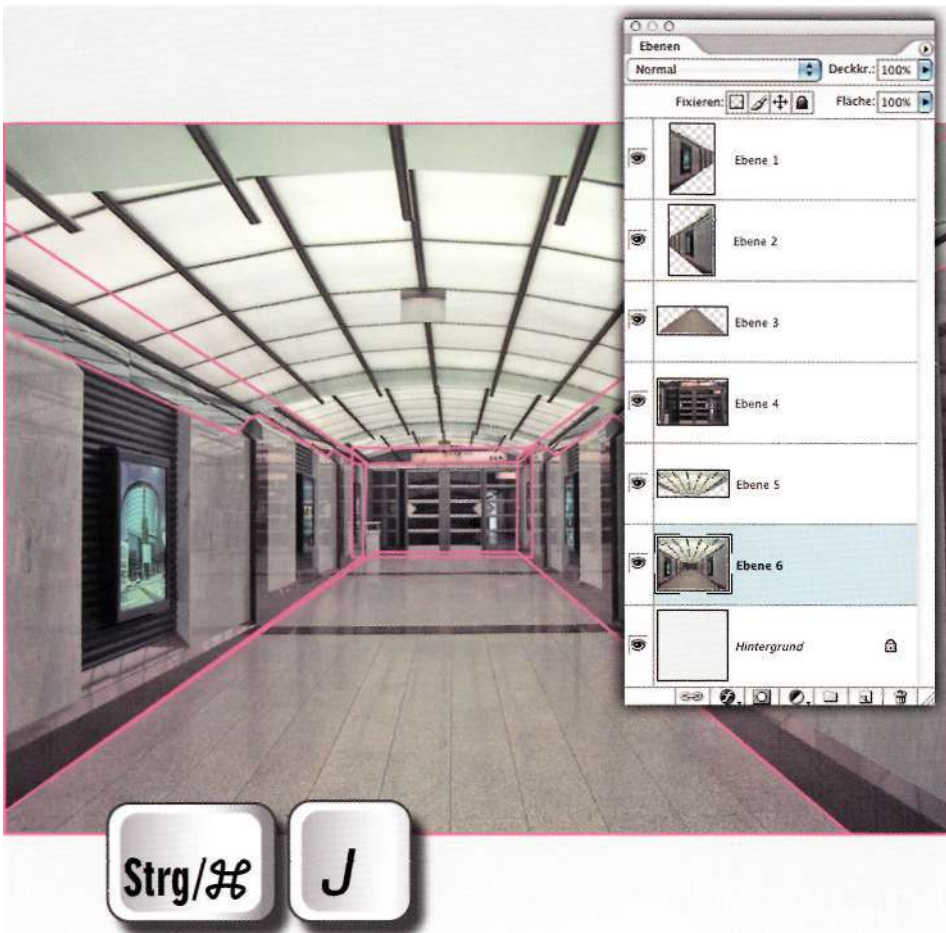 Ebenen
Normal
Deckkr.: 100%
Fixieren:
Fläche: 100%
Ebene 1
Ebene 2
Ebene 3
Ebene 4
Ebene 5
Ebene 6
Hintergrund
Strg/⌘ J